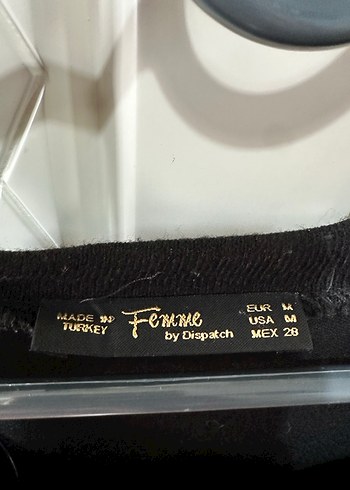 MADE IN
TURKEY
Femme
by Dispatch
EUR M
USA M
MEX 28